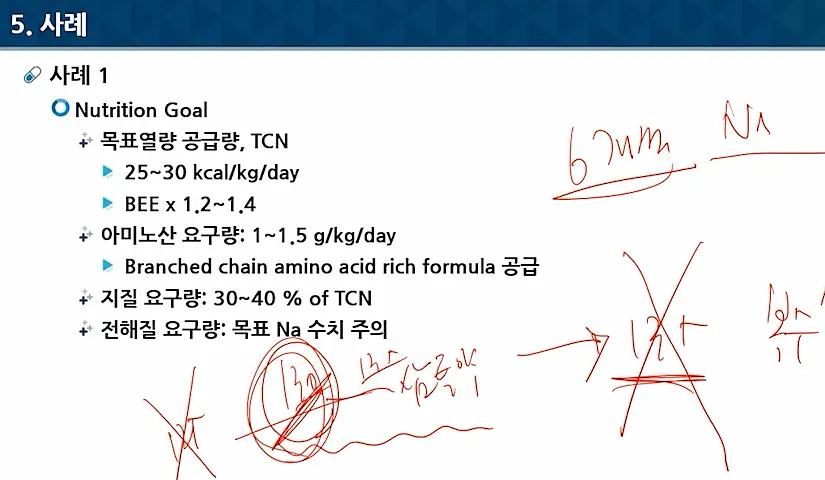 5. 사례
사례 1
Nutrition Goal
목표열량 공급량, TCN
25~30 kcal/kg/day
BEE x 1.2~1.4
아미노산 요구량: 1~1.5 g/kg/day
Branched chain amino acid rich formula 공급
지질 요구량: 30~40 % of TCN
전해질 요구량: 목표 Na 수치 주의
Na